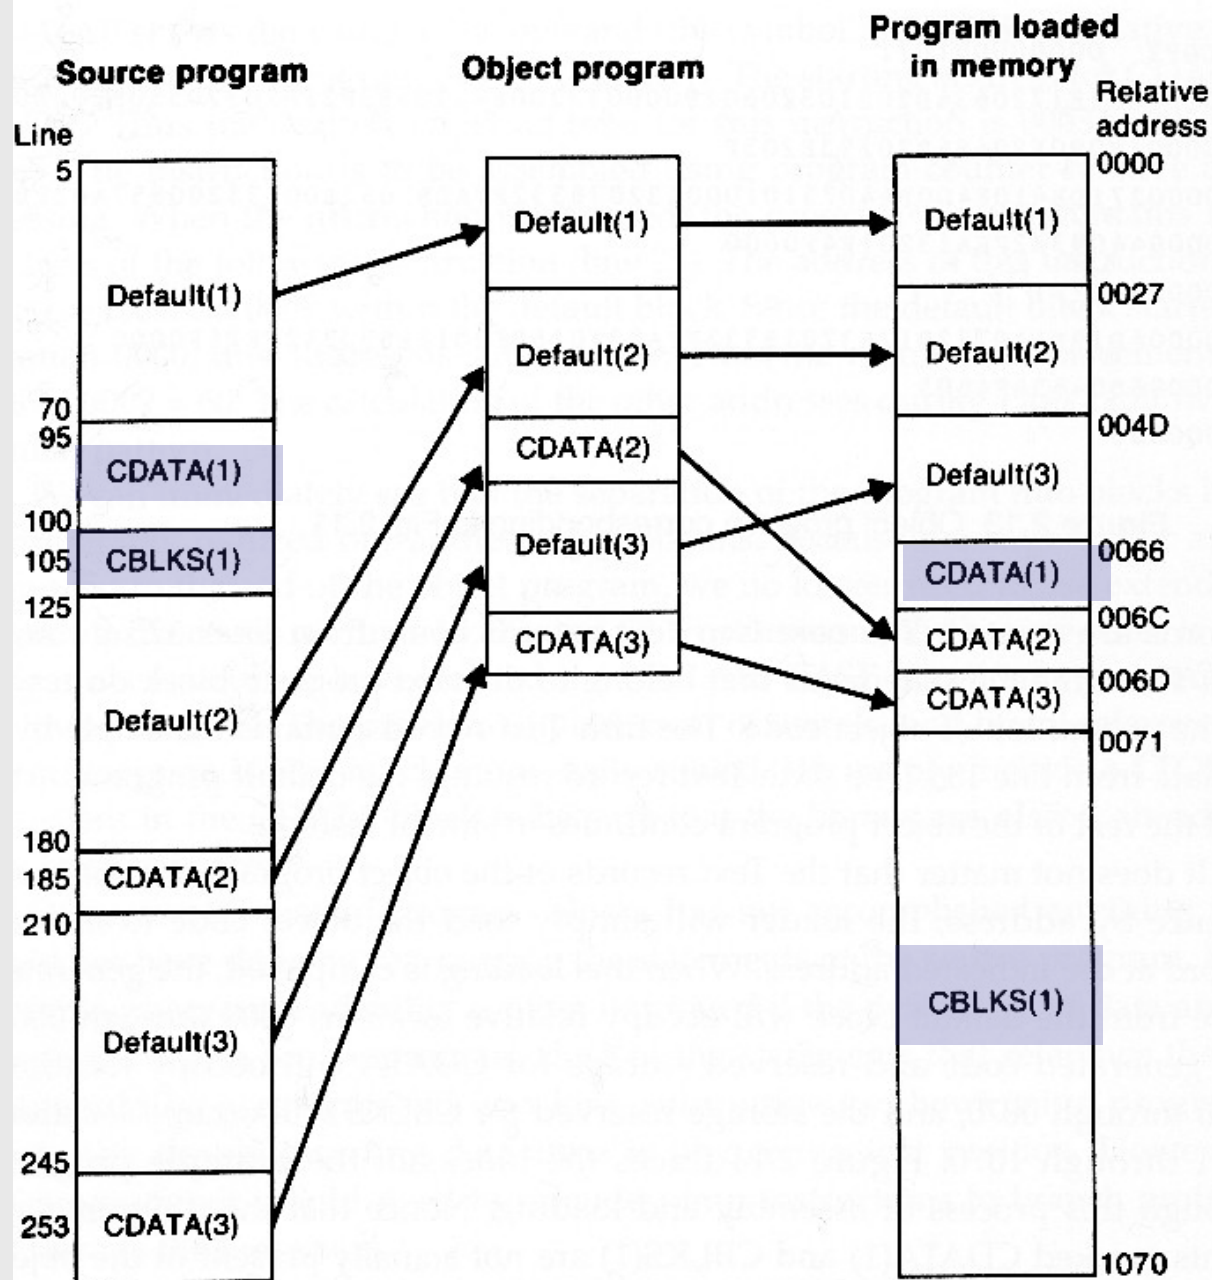 Source program
Line
5
Default(1)
70
95
CDATA(1)
100
105
CBLKS(1)
125
Default(2)
180
185
CDATA(2)
210
Default(3)
245
253
CDATA(3)
Object program
Default(1)
Default(2)
CDATA(2)
Default(3)
CDATA(3)
Program loaded
in memory
Relative
address
0000
Default(1)
0027
Default(2)
004D
Default(3)
0066
CDATA(1)
006C
CDATA(2)
006D
CDATA(3)
0071
CBLKS(1)
1070